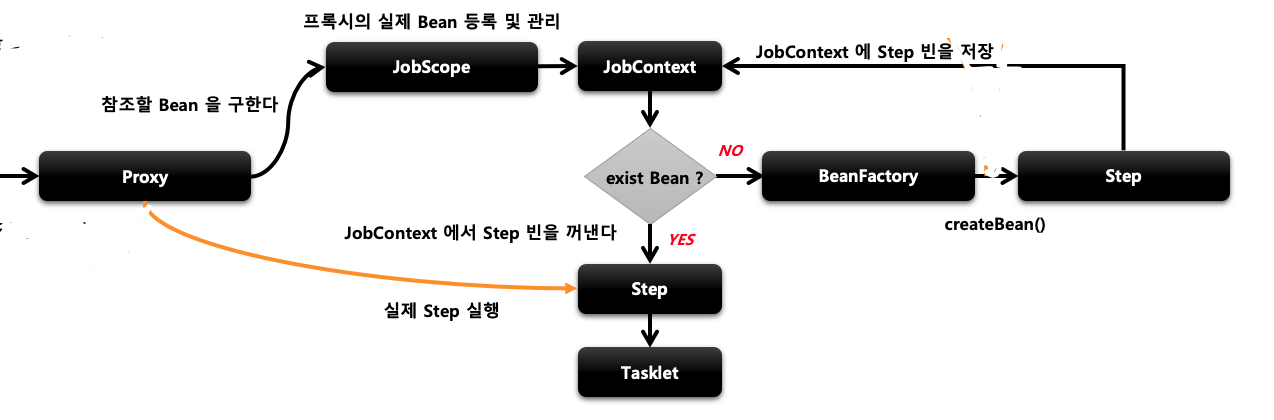 프록시의 실제 Bean 등록 및 관리
JobScope
JobContext
JobContext 에 Step 빈을 저장
참조할 Bean 을 구한다
Proxy
exist Bean ?
NO
BeanFactory
Step
createBean()
JobContext 에서 Step 빈을 꺼낸다
YES
Step
실제 Step 실행
Tasklet